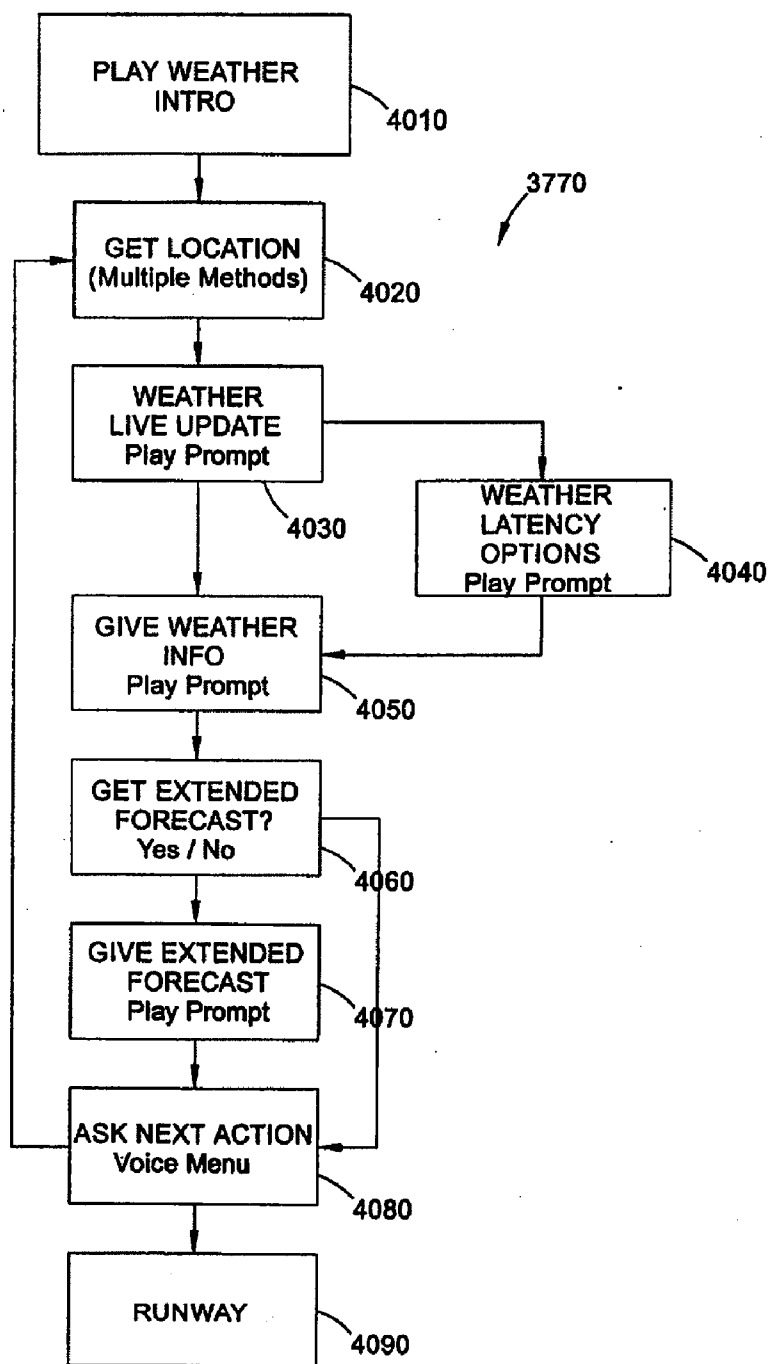 PLAY WEATHER
INTRO
4010
3770
GET LOCATION
(Multiple Methods)
4020
WEATHER
LIVE UPDATE
Play Prompt
4030
WEATHER
LATENCY
OPTIONS
Play Prompt
4040
GIVE WEATHER
INFO
Play Prompt
4050
GET EXTENDED
FORECAST?
Yes / No
4060
GIVE EXTENDED
FORECAST
Play Prompt
4070
ASK NEXT ACTION
Voice Menu
4080
RUNWAY
4090